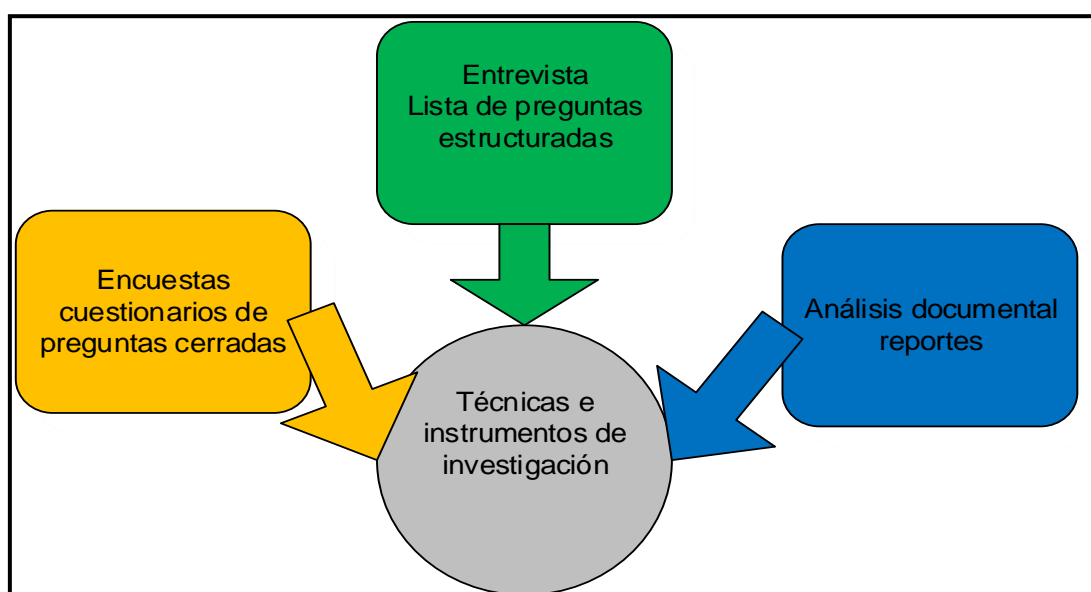 Entrevista
Lista de preguntas
estructuradas
Encuestas
cuestionarios de
preguntas cerradas
Análisis documental
reportes
Técnicas e
instrumentos de
investigación